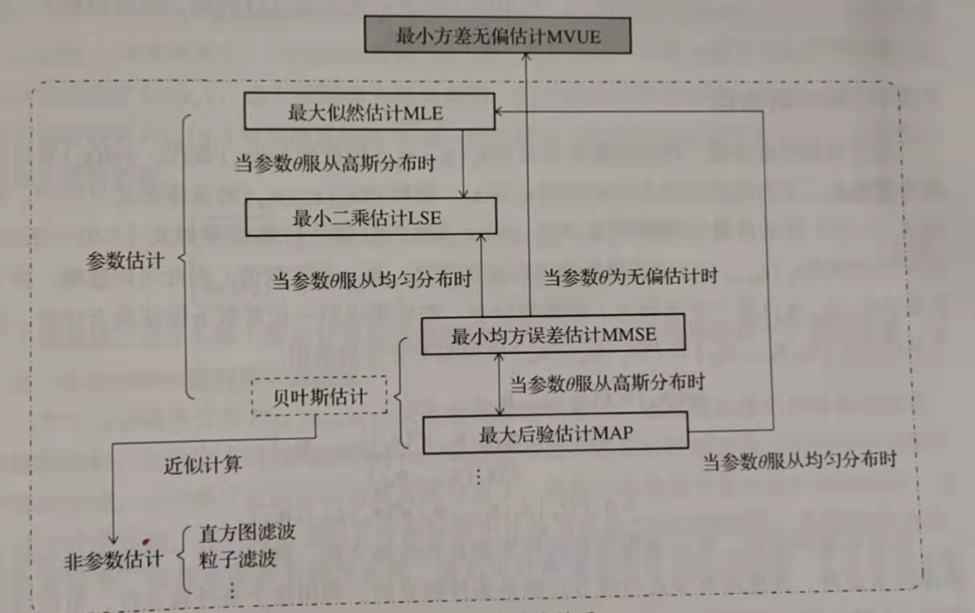 最小方差无偏估计MVUE
最大似然估计MLE
当参数θ服从高斯分布时
最小二乘估计LSE
参数估计
当参数θ服从均匀分布时
当参数θ为无偏估计时
最小均方误差估计MMSE
贝叶斯估计
当参数θ服从高斯分布时
最大后验估计MAP
近似计算
当参数θ服从均匀分布时
⋮
非参数估计
直方图滤波
粒子滤波
⋮